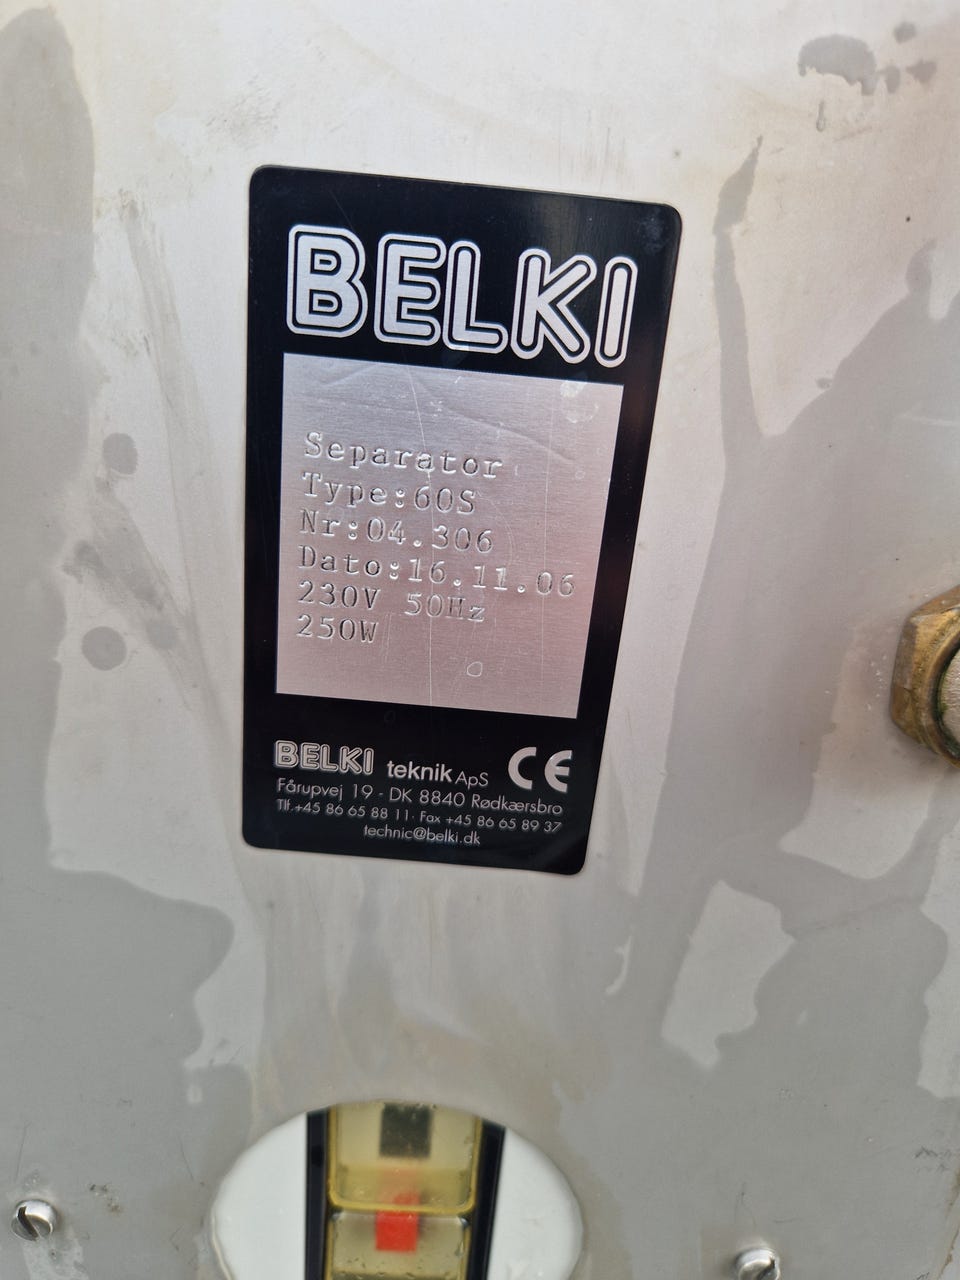 BELKI
Separator
Type:60S
Nr:04.306
Dato:16.11.06
230V 50Hz
250W
BELKI teknik ApS CE
Fårupvej 19 - DK 8840 Rødkærsbro
Tlf.+45 86 65 88 11· Fax +45 86 65 89 37
technic@belki.dk